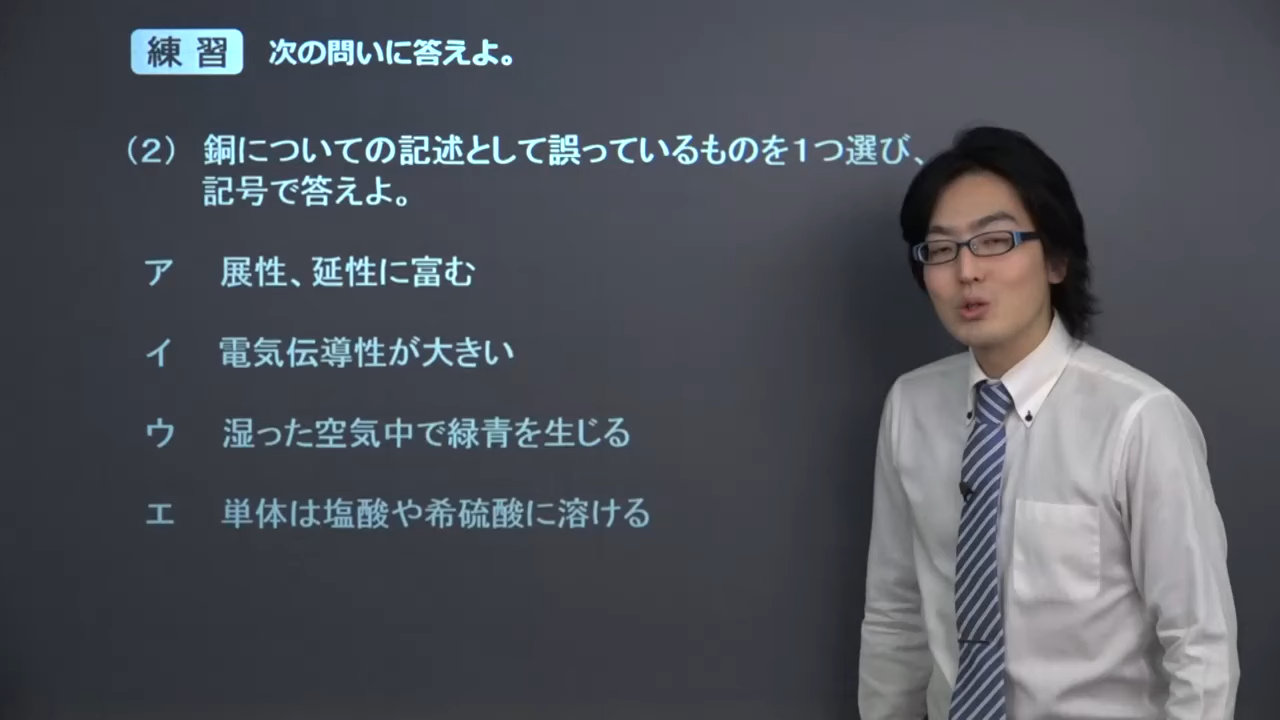 練習 次の問いに答えよ。
（２） 銅についての記述として誤っているものを１つ選び、
記号で答えよ。
ア 展性、延性に富む
イ 電気伝導性が大きい
ウ 湿った空気中で緑青を生じる
エ 単体は塩酸や希硫酸に溶ける